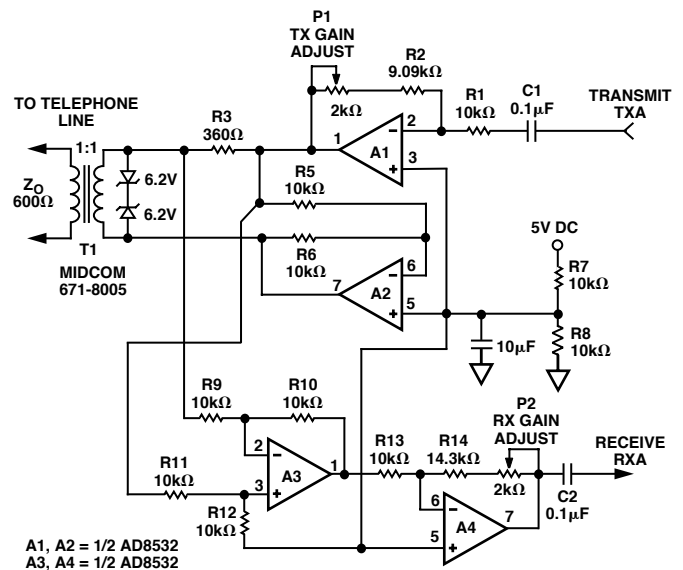 P1
TX GAIN
ADJUST
2kΩ
R2
9.09kΩ
R1
10kΩ
C1
0.1μF
TRANSMIT
TXA
TO TELEPHONE
LINE
1:1
R3
360Ω
1
2
3
A1
ZO
600Ω
6.2V
6.2V
T1
MIDCOM
671-8005
R5
10kΩ
R6
10kΩ
7
6
5
A2
5V DC
R7
10kΩ
R8
10kΩ
10μF
R9
10kΩ
R10
10kΩ
R11
10kΩ
R12
10kΩ
2
3
1
A3
R13
10kΩ
R14
14.3kΩ
P2
RX GAIN
ADJUST
2kΩ
6
5
7
A4
C2
0.1μF
RECEIVE
RXA
A1, A2 = 1/2 AD8532
A3, A4 = 1/2 AD8532